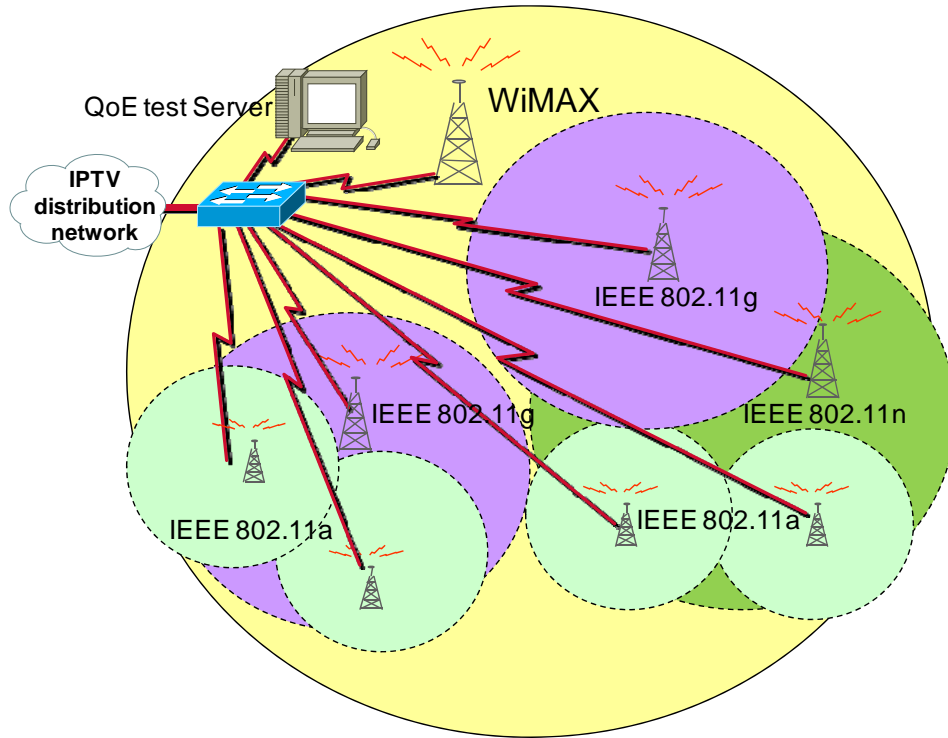 QoE test Server
WiMAX
IPTV
distribution
network
IEEE 802.11g
IEEE 802.11g
IEEE 802.11n
IEEE 802.11a
IEEE 802.11a